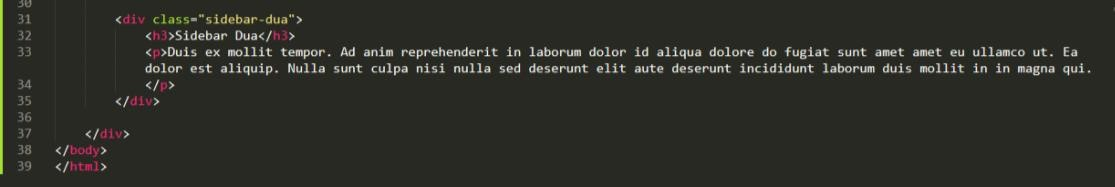 30
31 <div class="sidebar-dua">
32 <h3>Sidebar Dua</h3>
33 <p>Duis ex mollit tempor. Ad anim reprehenderit in laborum dolor id aliqua dolore do fugiat sunt amet amet eu ullamco ut. Ea
dolor est aliquip. Nulla sunt culpa nisi nulla sed deserunt elit aute deserunt incididunt laborum duis mollit in in magna qui.
34 </p>
35 </div>
36
37 </div>
38 </body>
39 </html>